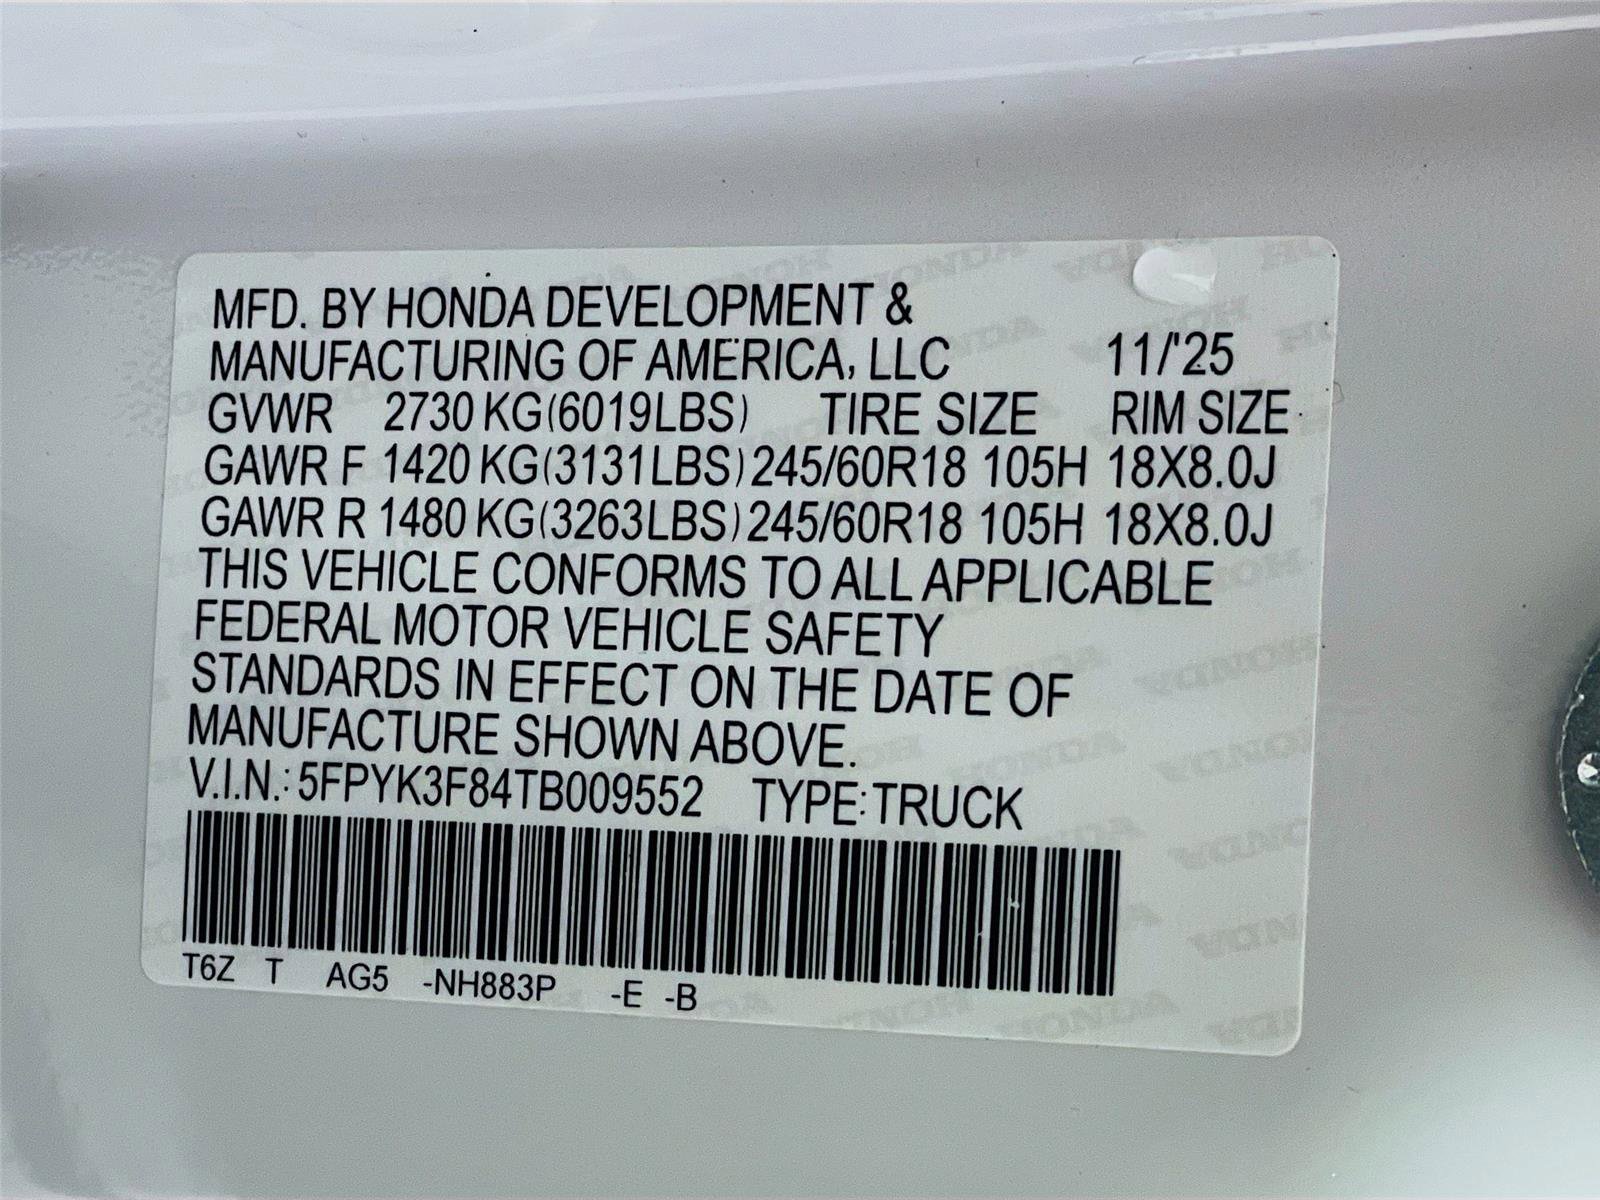 MFD. BY HONDA DEVELOPMENT &
MANUFACTURING OF AMERICA, LLC 11/'25
GVWR 2730 KG(6019LBS) TIRE SIZE RIM SIZE
GAWR F 1420 KG(3131LBS) 245/60R18 105H 18X8.0J
GAWR R 1480 KG(3263LBS) 245/60R18 105H 18X8.0J
THIS VEHICLE CONFORMS TO ALL APPLICABLE
FEDERAL MOTOR VEHICLE SAFETY
STANDARDS IN EFFECT ON THE DATE OF
MANUFACTURE SHOWN ABOVE.
V.I.N.: 5FPYK3F84TB009552 TYPE:TRUCK
T6Z T AG5 -NH883P -E -B